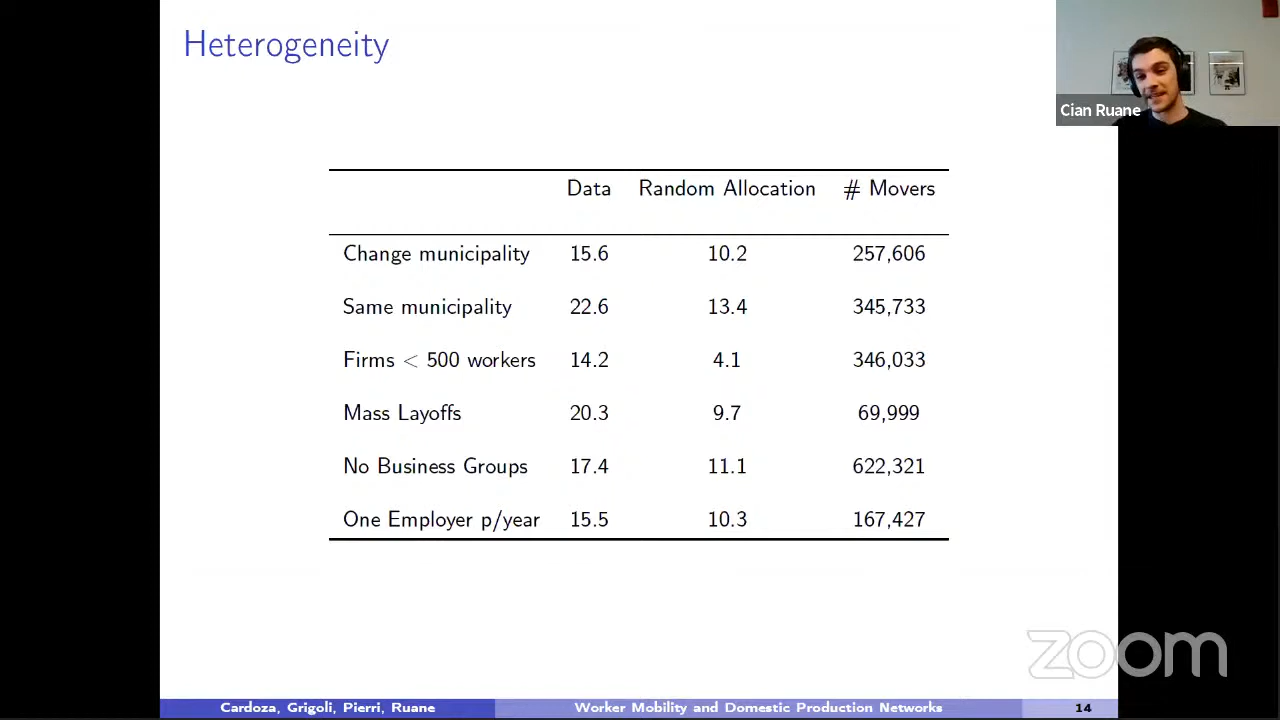 Heterogeneity
Cian Ruane
Data Random Allocation # Movers
Change municipality 15.6 10.2 257,606
Same municipality 22.6 13.4 345,733
Firms < 500 workers 14.2 4.1 346,033
Mass Layoffs 20.3 9.7 69,999
No Business Groups 17.4 11.1 622,321
One Employer p/year 15.5 10.3 167,427
zoom
Cardoza, Grigoli, Pierri, Ruane Worker Mobility and Domestic Production Networks 14